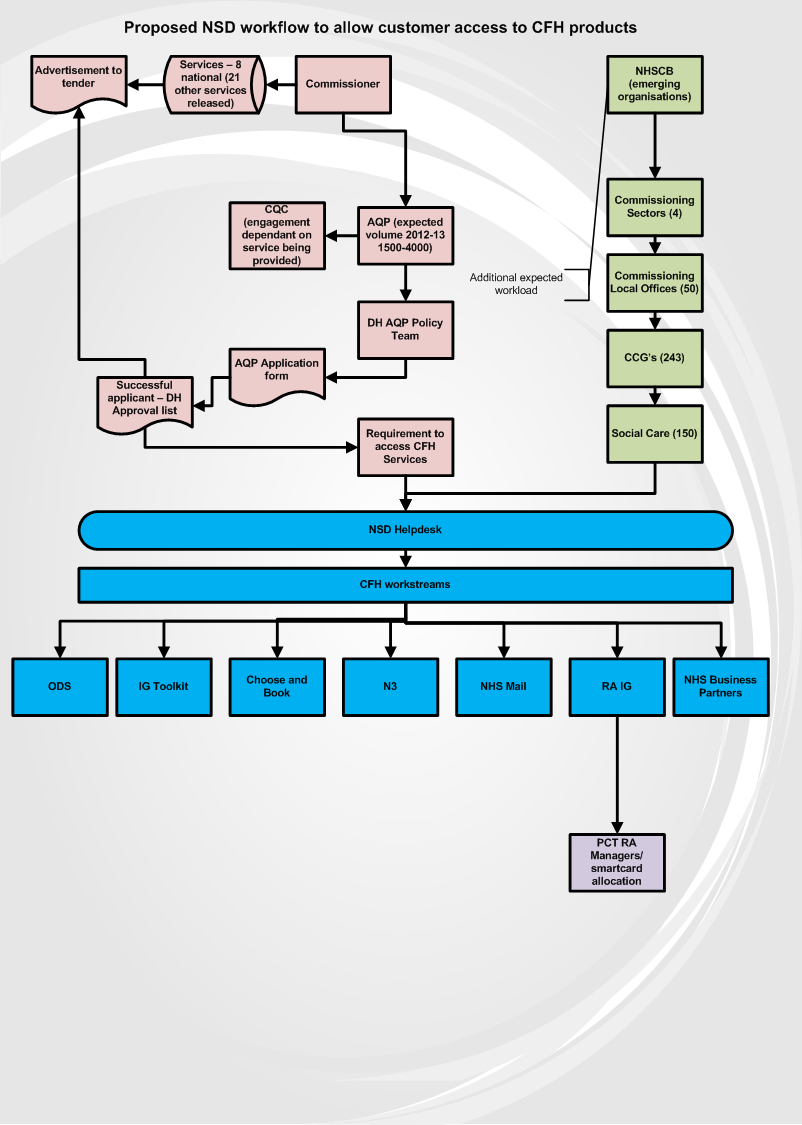 Proposed NSD workflow to allow customer access to CFH products
Advertisement to
tender
Services – 8
national (21
other services
released)
Commissioner
NHSCB
(emerging
organisations)
CQC
(engagement
dependant on
service being
provided)
AQP (expected
volume 2012-13
1500-4000)
Commissioning
Sectors (4)
Additional expected
workload
Commissioning
Local Offices (50)
DH AQP Policy
Team
CCG's (243)
AQP Application
form
Successful
applicant – DH
Approval list
Requirement to
access CFH
Services
Social Care (150)
NSD Helpdesk
CFH workstreams
ODS
IG Toolkit
Choose and
Book
N3
NHS Mail
RA IG
NHS Business
Partners
PCT RA
Managers/
smartcard
allocation